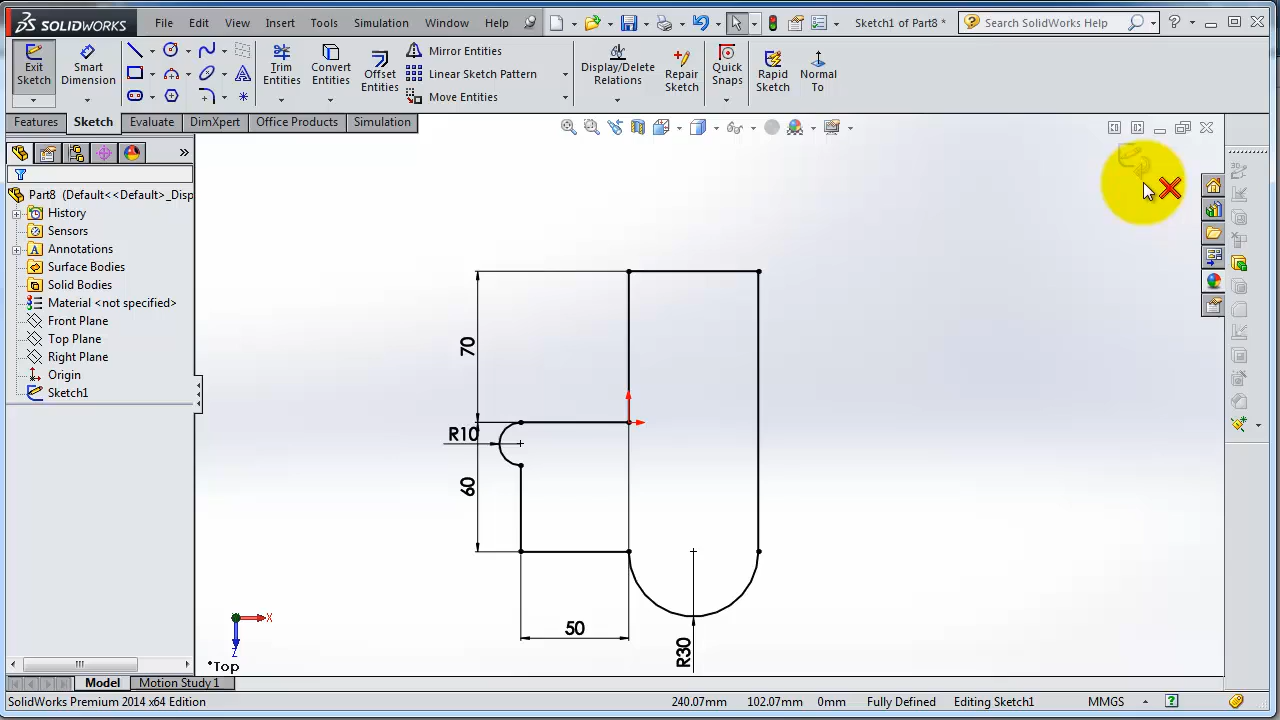 SOLIDWORKS File Edit View Insert Tools Simulation Window Help Sketch1 of Part8 * Search SolidWorks Help
Exit Sketch
Smart Dimension
Trim Entities
Convert Entities
Offset Entities
Mirror Entities
Linear Sketch Pattern
Move Entities
Display/Delete Relations
Repair Sketch
Quick Snaps
Rapid Sketch
Normal To
Features Sketch Evaluate DimXpert Office Products Simulation
Part8 (Default<<Default>_Disp
History
Sensors
Annotations
Surface Bodies
Solid Bodies
Material <not specified>
Front Plane
Top Plane
Right Plane
Origin
Sketch1
70
R10
60
50
R30
X
Z
*Top
Model Motion Study 1
SolidWorks Premium 2014 x64 Edition 240.07mm 102.07mm 0mm Fully Defined Editing Sketch1 MMGS